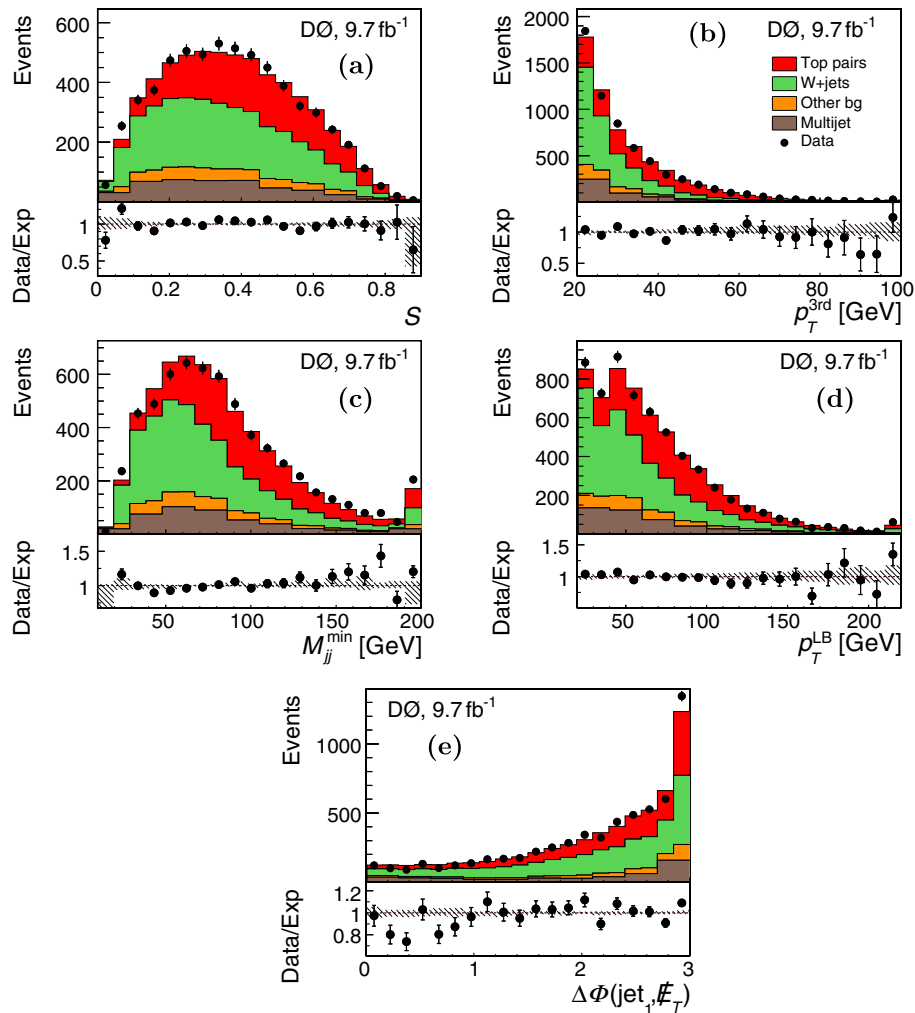 DØ, 9.7 fb⁻¹
(a)
Events
600
400
200
Data/Exp
1
0.5
0 0.2 0.4 0.6 0.8
S
(b) DØ, 9.7 fb⁻¹
Top pairs
W+jets
Other bg
Multijet
Data
Events
2000
1500
1000
500
Data/Exp
1
0.5
20 40 60 80 100
p_T^3rd [GeV]
DØ, 9.7 fb⁻¹
(c)
Events
600
400
200
Data/Exp
1.5
1
50 100 150 200
M_jj^min [GeV]
DØ, 9.7 fb⁻¹
(d)
Events
800
600
400
200
Data/Exp
1.5
1
50 100 150 200
p_T^LB [GeV]
DØ, 9.7 fb⁻¹
(e)
Events
1000
500
Data/Exp
1.2
1
0.8
0 1 2 3
ΔΦ(jet₁,E̸_T)